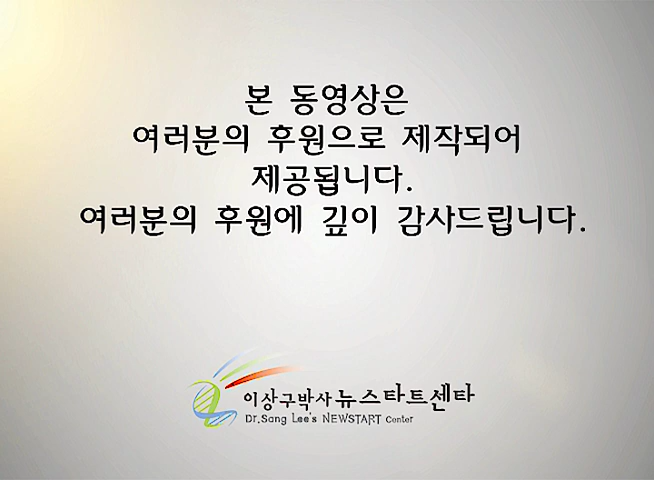 본 동영상은
여러분의 후원으로 제작되어
제공됩니다.
여러분의 후원에 깊이 감사드립니다.
이상구박사 뉴스타트센타
Dr.Sang Lee's NEWSTART Center